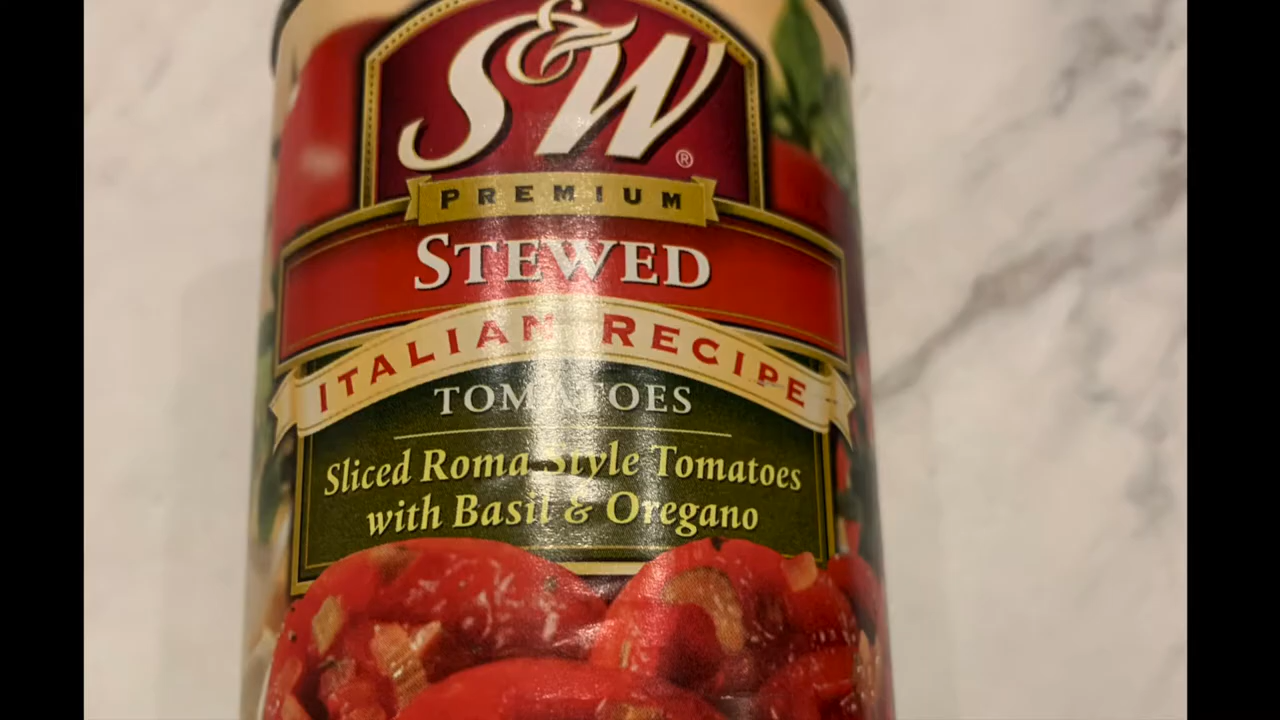 S&W®
PREMIUM
STEWED
ITALIAN RECIPE
TOMATOES
Sliced Roma Style Tomatoes
with Basil & Oregano